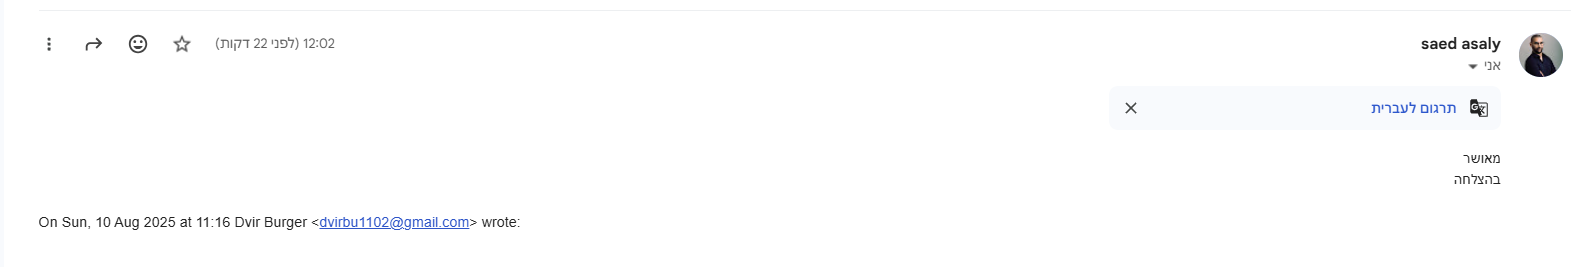 saed asaly
12:02 (לפני 22 דקות)
אני
תרגום לעברית
מאושר
בהצלחה
On Sun, 10 Aug 2025 at 11:16 Dvir Burger <dvirbu1102@gmail.com> wrote: